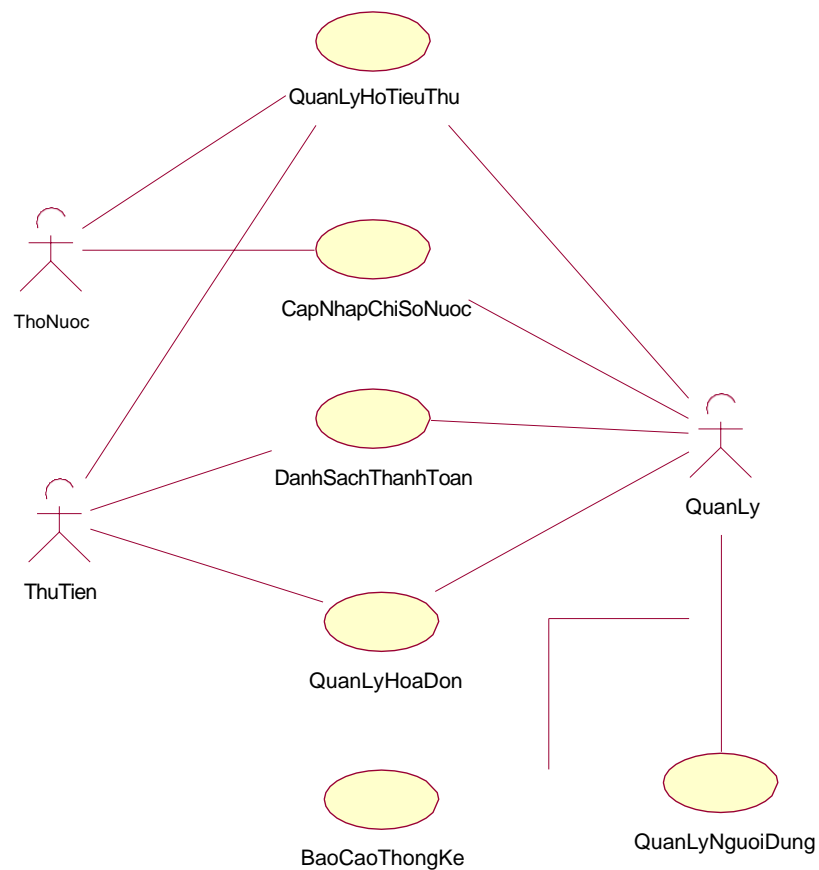 QuanLyHoTieuThu
CapNhapChiSoNuoc
ThoNuoc
DanhSachThanhToan
QuanLy
ThuTien
QuanLyHoaDon
QuanLyNguoiDung
BaoCaoThongKe